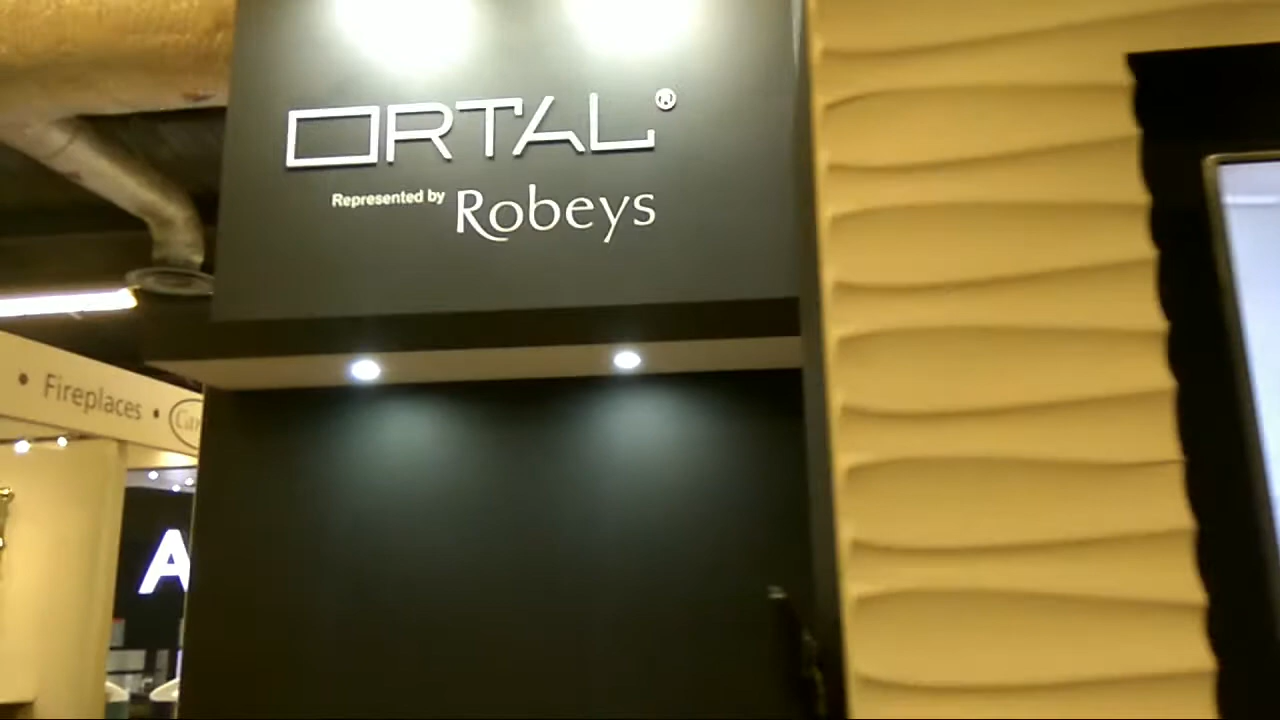 ORTAL®
Represented by Robeys
• Fireplaces •
A